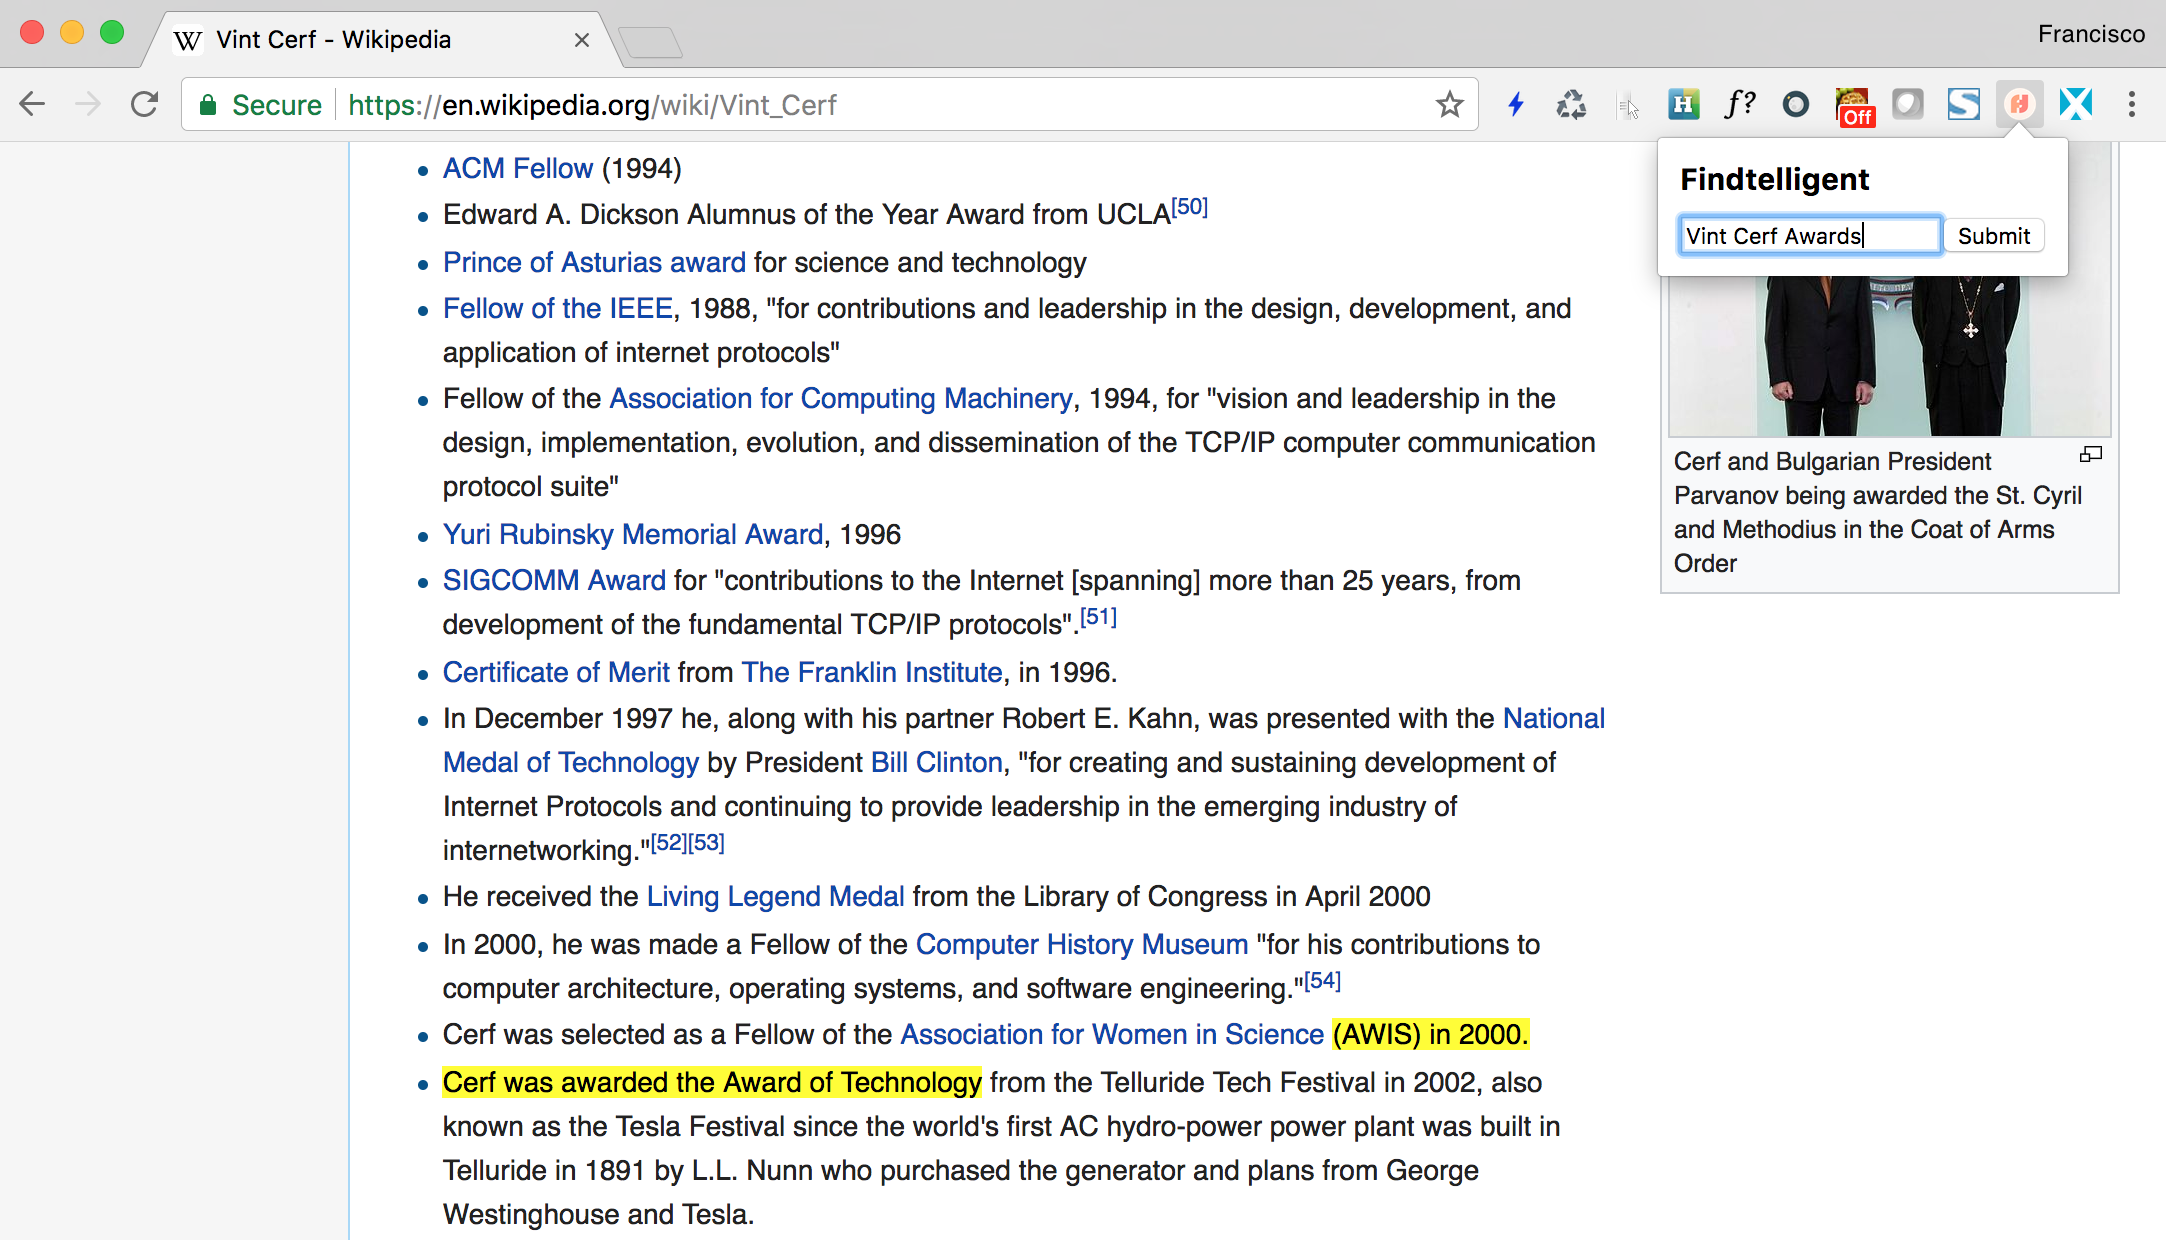 Vint Cerf - Wikipedia
Francisco
Secure https://en.wikipedia.org/wiki/Vint_Cerf
H
f?
Off
S
Findtelligent
Vint Cerf Awards
Submit
ACM Fellow (1994)
Edward A. Dickson Alumnus of the Year Award from UCLA[50]
Prince of Asturias award for science and technology
Fellow of the IEEE, 1988, "for contributions and leadership in the design, development, and
application of internet protocols"
Fellow of the Association for Computing Machinery, 1994, for "vision and leadership in the
design, implementation, evolution, and dissemination of the TCP/IP computer communication
protocol suite"
Yuri Rubinsky Memorial Award, 1996
SIGCOMM Award for "contributions to the Internet [spanning] more than 25 years, from
development of the fundamental TCP/IP protocols".[51]
Certificate of Merit from The Franklin Institute, in 1996.
In December 1997 he, along with his partner Robert E. Kahn, was presented with the National
Medal of Technology by President Bill Clinton, "for creating and sustaining development of
Internet Protocols and continuing to provide leadership in the emerging industry of
internetworking."[52][53]
He received the Living Legend Medal from the Library of Congress in April 2000
In 2000, he was made a Fellow of the Computer History Museum "for his contributions to
computer architecture, operating systems, and software engineering."[54]
Cerf was selected as a Fellow of the Association for Women in Science (AWIS) in 2000.
Cerf was awarded the Award of Technology from the Telluride Tech Festival in 2002, also
known as the Tesla Festival since the world's first AC hydro-power power plant was built in
Telluride in 1891 by L.L. Nunn who purchased the generator and plans from George
Westinghouse and Tesla.
Cerf and Bulgarian President
Parvanov being awarded the St. Cyril
and Methodius in the Coat of Arms
Order